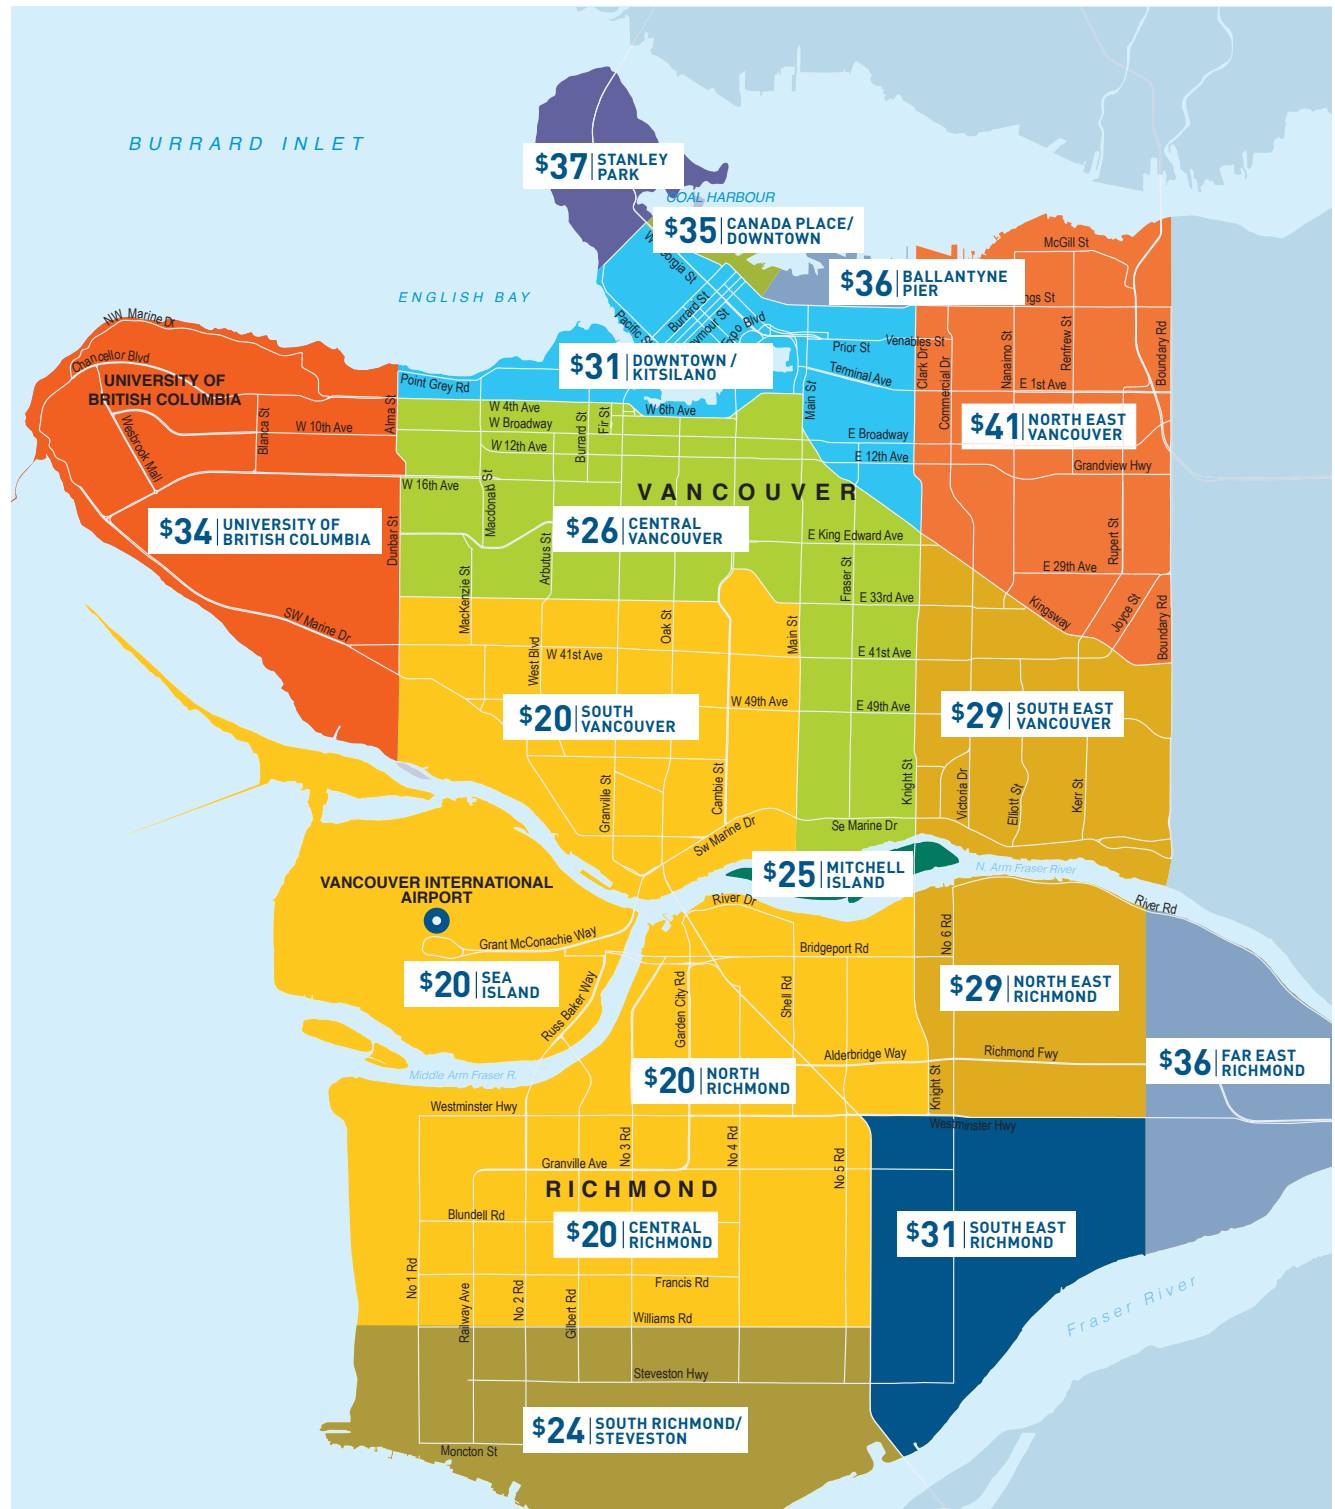 BURRARD INLET
$37 STANLEY
PARK
COAL HARBOUR
$35 CANADA PLACE/
DOWNTOWN
McGill St
$36 BALLANTYNE
PIER
ENGLISH BAY
NW Marine Dr
Chancellor Blvd
UNIVERSITY OF
BRITISH COLUMBIA
Burrard St
Pacific St
Expo Blvd
$31 DOWNTOWN /
KITSILANO
Prior St
Venables St
Terminal Ave
Clark Dr
Commercial Dr
Nanaimo St
Renfrew St
Boundary Rd
E 1st Ave
Point Grey Rd
Main St
Alma St
Blanca St
Wesbrook Mall
W 10th Ave
W 4th Ave
W Broadway
W 12th Ave
W 6th Ave
Burrard St
Fir St
E Broadway
E 12th Ave
$41 NORTH EAST
VANCOUVER
Grandview Hwy
W 16th Ave
Macdonald St
VANCOUVER
$34 UNIVERSITY OF
BRITISH COLUMBIA
Dunbar St
$26 CENTRAL
VANCOUVER
Arbutus St
E King Edward Ave
Rupert St
E 29th Ave
Fraser St
E 33rd Ave
MacKenzie St
SW Marine Dr
Oak St
Main St
Kingsway
Joyce St
Boundary Rd
West Blvd
W 41st Ave
E 41st Ave
W 49th Ave
E 49th Ave
$20 SOUTH
VANCOUVER
$29 SOUTH EAST
VANCOUVER
Granville St
Cambie St
Knight St
Victoria Dr
Elliott St
Kerr St
Sw Marine Dr
Se Marine Dr
$25 MITCHELL
ISLAND
N. Arm Fraser River
VANCOUVER INTERNATIONAL
AIRPORT
River Dr
River Rd
Grant McConachie Way
Bridgeport Rd
No 6 Rd
$20 SEA
ISLAND
Russ Baker Way
Garden City Rd
Shell Rd
$29 NORTH EAST
RICHMOND
Alderbridge Way
Richmond Fwy
$36 FAR EAST
RICHMOND
Middle Arm Fraser R.
$20 NORTH
RICHMOND
Knight St
Westminster Hwy
Westminster Hwy
No 3 Rd
No 4 Rd
No 5 Rd
Granville Ave
RICHMOND
Blundell Rd
$20 CENTRAL
RICHMOND
$31 SOUTH EAST
RICHMOND
No 1 Rd
Railway Ave
No 2 Rd
Gilbert Rd
Francis Rd
Williams Rd
Fraser River
Steveston Hwy
$24 SOUTH RICHMOND/
STEVESTON
Moncton St